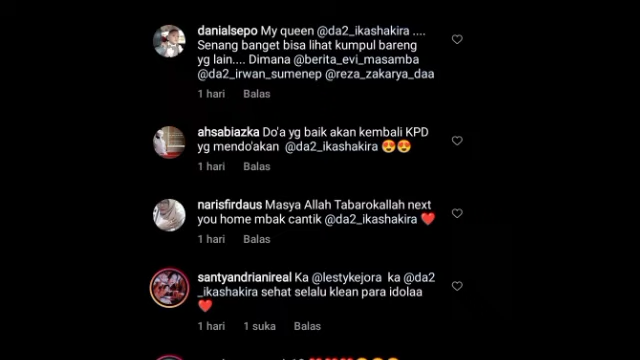 danialsepo My queen @da2_ikashakira ....
Senang banget bisa lihat kumpul bareng
yg lain.... Dimana @berita_evi_masamba
@da2_irwan_sumenep @reza_zakarya_daa
1 hari Balas
ahsabiazka Do'a yg baik akan kembali KPD
yg mendo'akan @da2_ikashakira 😍😍
1 hari Balas
narisfirdaus Masya Allah Tabarokallah next
you home mbak cantik @da2_ikashakira ❤️
1 hari Balas
santyandrianireal Ka @lestykejora ka @da2
_ikashakira sehat selalu klean para idolaa
❤️
1 hari 1 suka Balas